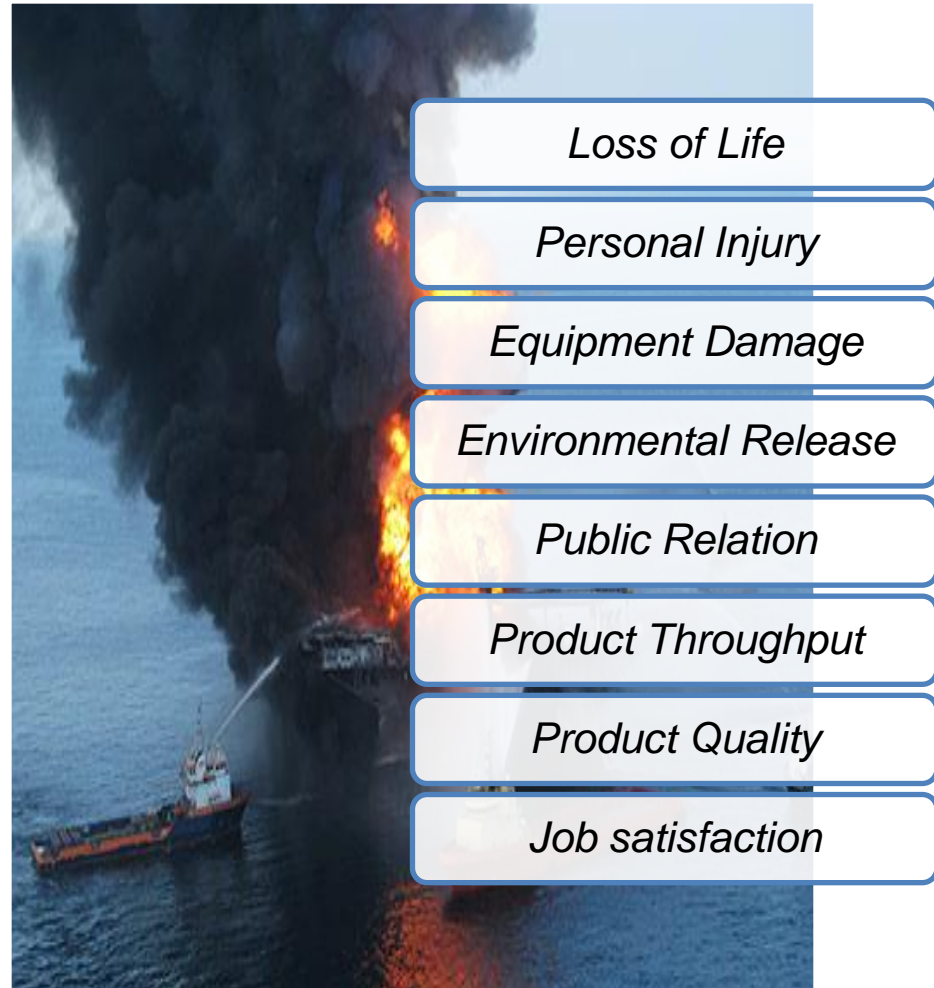 Loss of Life
Personal Injury
Equipment Damage
Environmental Release
Public Relation
Product Throughput
Product Quality
Job satisfaction